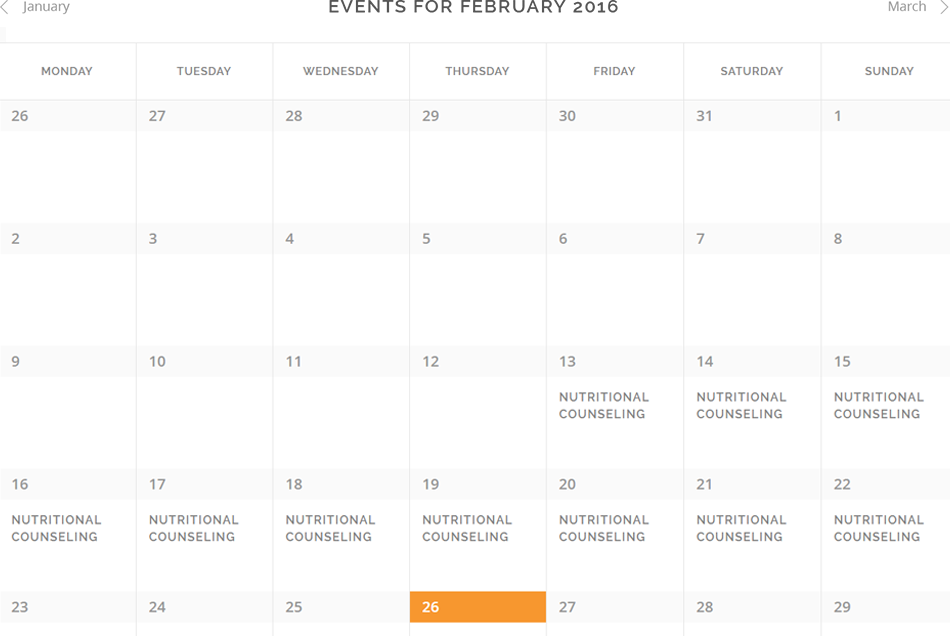 January EVENTS FOR FEBRUARY 2016 March
MONDAY TUESDAY WEDNESDAY THURSDAY FRIDAY SATURDAY SUNDAY
26 27 28 29 30 31 1
2 3 4 5 6 7 8
9 10 11 12 13 14 15
NUTRITIONAL NUTRITIONAL NUTRITIONAL
COUNSELING COUNSELING COUNSELING
16 17 18 19 20 21 22
NUTRITIONAL NUTRITIONAL NUTRITIONAL NUTRITIONAL NUTRITIONAL NUTRITIONAL NUTRITIONAL
COUNSELING COUNSELING COUNSELING COUNSELING COUNSELING COUNSELING COUNSELING
23 24 25 26 27 28 29